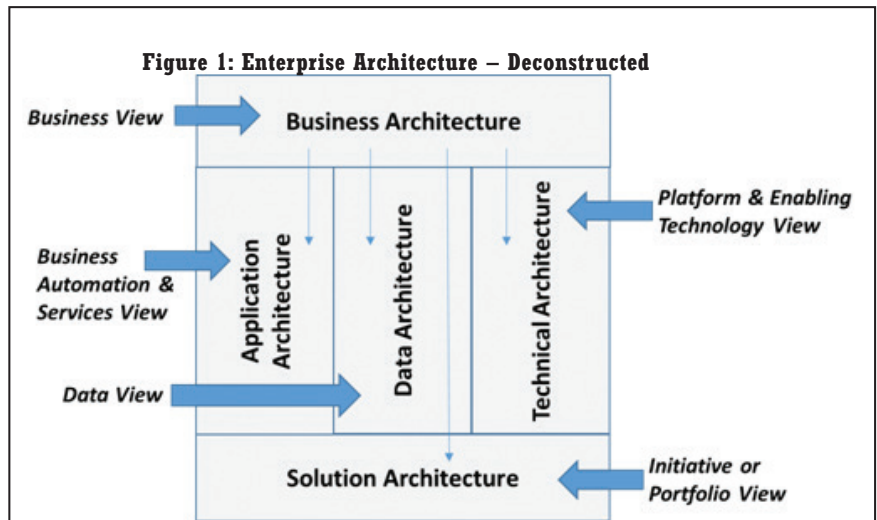 Figure 1: Enterprise Architecture – Deconstructed
Business View
Business Architecture
Platform & Enabling
Technology View
Business
Automation &
Services View
Application
Architecture
Data Architecture
Technical Architecture
Data View
Solution Architecture
Initiative or
Portfolio View